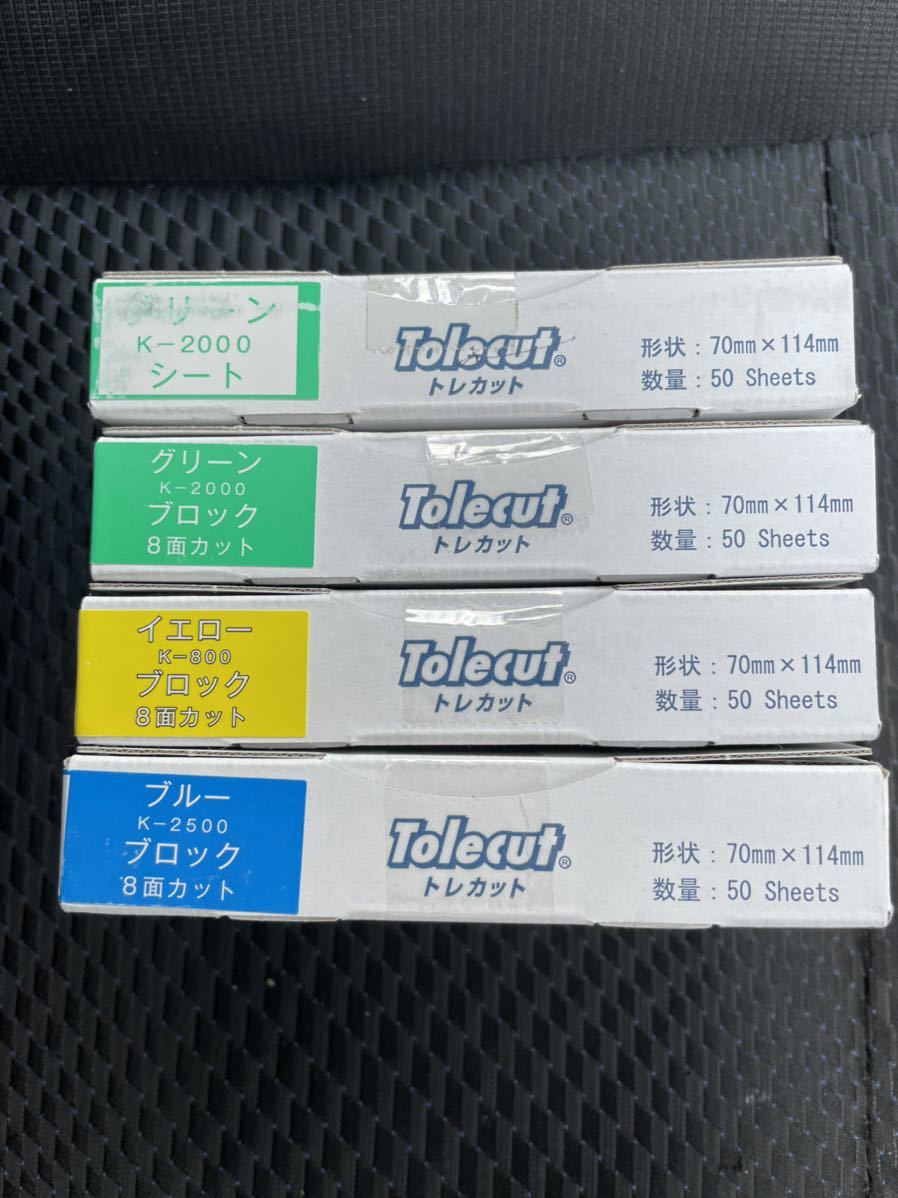 グリーン
K-2000
シート
Tolecut®
トレカット
形状：70mm×114mm
数量：50 Sheets
グリーン
K-2000
ブロック
8面カット
Tolecut®
トレカット
形状：70mm×114mm
数量：50 Sheets
イエロー
K-800
ブロック
8面カット
Tolecut®
トレカット
形状：70mm×114mm
数量：50 Sheets
ブルー
K-2500
ブロック
8面カット
Tolecut®
トレカット
形状：70mm×114mm
数量：50 Sheets